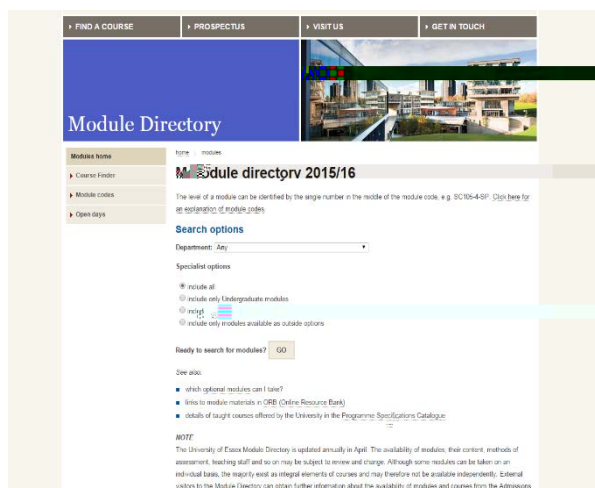 FIND A COURSE
PROSPECTUS
VISIT US
GET IN TOUCH
Module Directory
Modules home
Course Finder
Module codes
Open days
home modules
directory 2015/16
The level of a module can be identified by the single number in the middle of the module code, e.g. SC105-4-SP. Click here for
an explanation of module codes.
Search options
Department: Any
Specialist options
include all
include only Undergraduate modules
include only modules available as outside options
Ready to search for modules? GO
See also:
which optional modules can I take?
links to module materials in ORB (Online Resource Bank)
details of taught courses offered by the University in the Programme Specifications Catalogue
NOTE
The University of Essex Module Directory is updated annually in April. The availability of modules, their content, methods of
assessment, teaching staff and so on may be subject to review and change. Although some modules can be taken on an
individual basis, the majority exist as integral elements of courses and may therefore not be available independently. External
visitors to the Module Directory can obtain further information about the availability of modules and courses from the Admissions